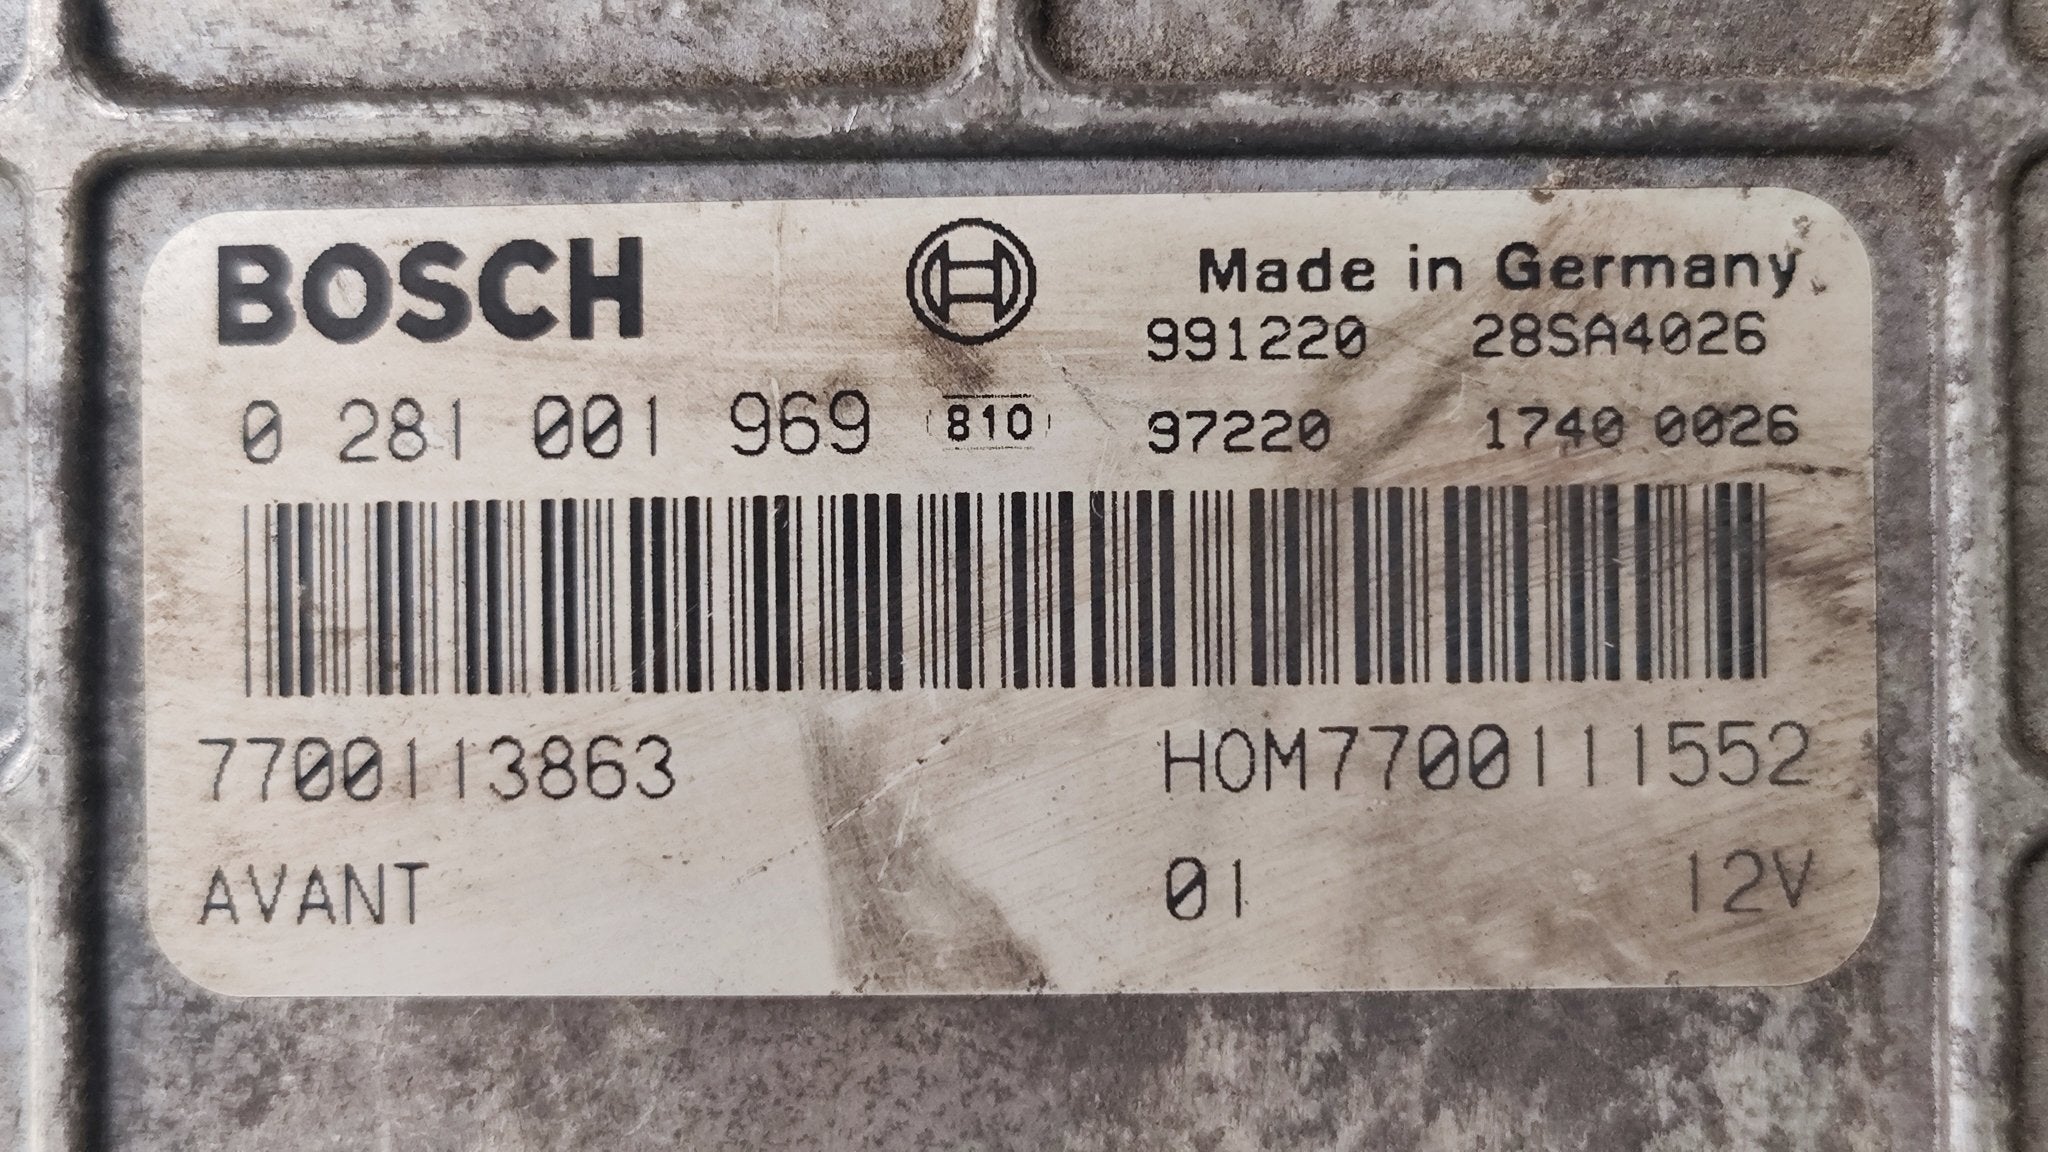 BOSCH Made in Germany
991220 28SA4026
0 281 001 969 810 97220 1740 0026
7700113863 HOM7700111552
AVANT 01 12V